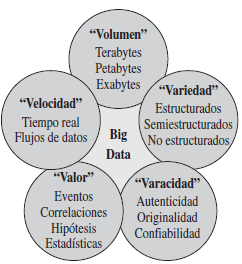 “Volumen”
Terabytes
Petabytes
Exabytes
“Variedad”
Estructurados
Semiestructurados
No estructurados
“Velocidad”
Tiempo real
Flujos de datos
Big
Data
“Valor”
Eventos
Correlaciones
Hipótesis
Estadísticas
“Varacidad”
Autenticidad
Originalidad
Confiabilidad